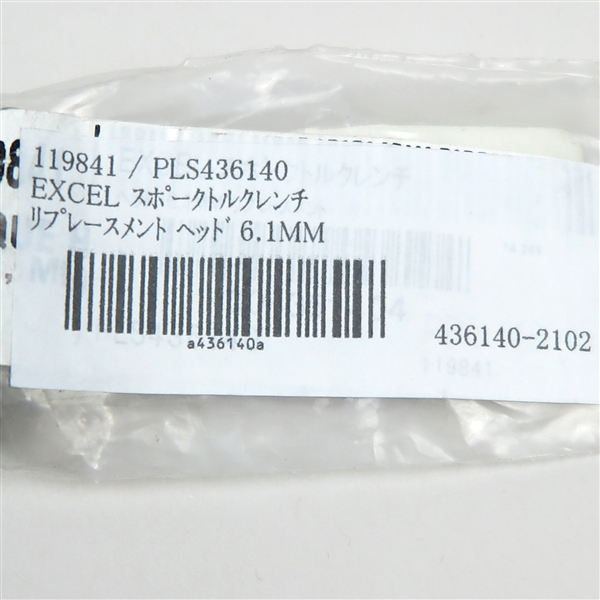 119841 / PLS436140
EXCEL スポークトルクレンチ
リプレースメント ヘッド 6.1MM
a436140a
436140-2102
119841